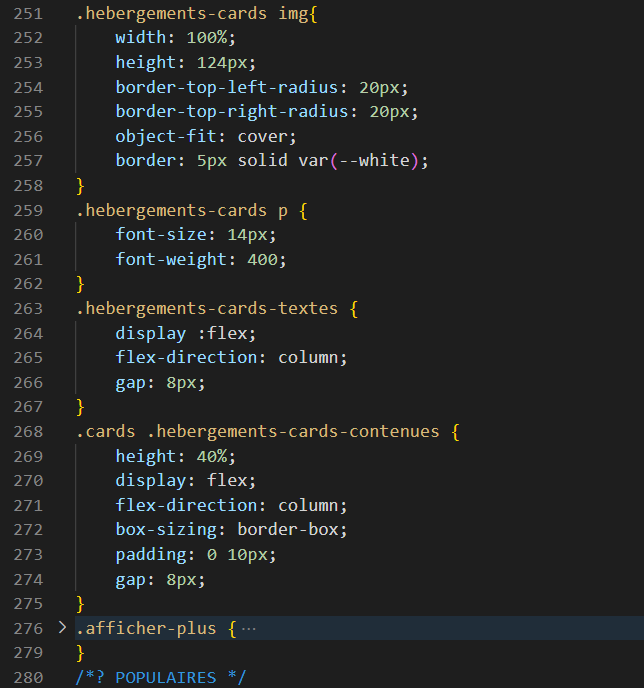 251 .hebergements-cards img{
252 width: 100%;
253 height: 124px;
254 border-top-left-radius: 20px;
255 border-top-right-radius: 20px;
256 object-fit: cover;
257 border: 5px solid var(--white);
258 }
259 .hebergements-cards p {
260 font-size: 14px;
261 font-weight: 400;
262 }
263 .hebergements-cards-textes {
264 display :flex;
265 flex-direction: column;
266 gap: 8px;
267 }
268 .cards .hebergements-cards-contenues {
269 height: 40%;
270 display: flex;
271 flex-direction: column;
272 box-sizing: border-box;
273 padding: 0 10px;
274 gap: 8px;
275 }
276 .afficher-plus { ⋯
279 }
280 /*? POPULAIRES */